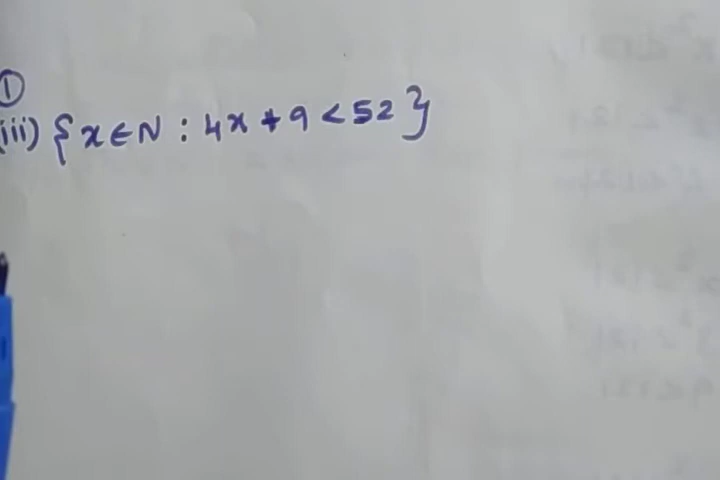 ①
(iii) {x∈N : 4x + 9 < 52}